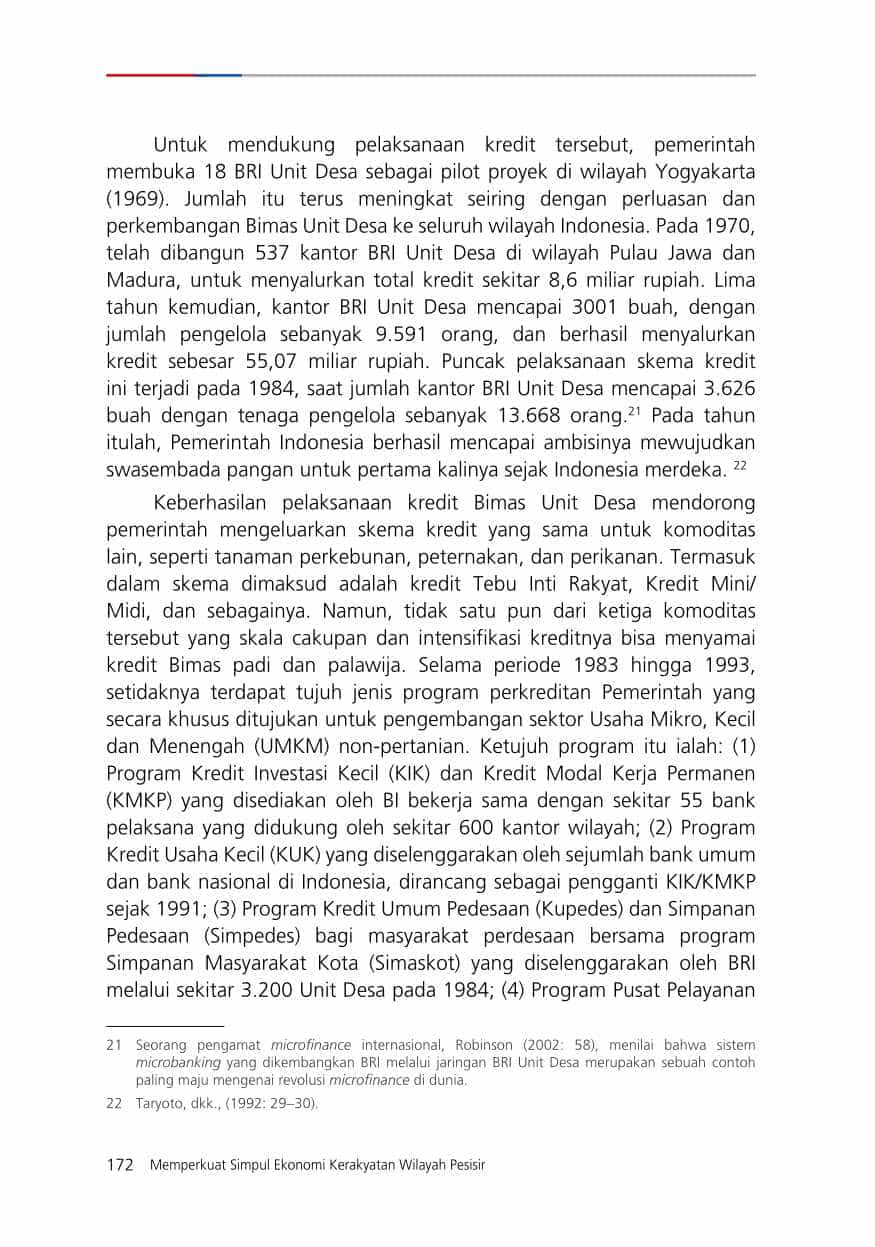 Untuk mendukung pelaksanaan kredit tersebut, pemerintah
membuka 18 BRI Unit Desa sebagai pilot proyek di wilayah Yogyakarta
(1969). Jumlah itu terus meningkat seiring dengan perluasan dan
perkembangan Bimas Unit Desa ke seluruh wilayah Indonesia. Pada 1970,
telah dibangun 537 kantor BRI Unit Desa di wilayah Pulau Jawa dan
Madura, untuk menyalurkan total kredit sekitar 8,6 miliar rupiah. Lima
tahun kemudian, kantor BRI Unit Desa mencapai 3001 buah, dengan
jumlah pengelola sebanyak 9.591 orang, dan berhasil menyalurkan
kredit sebesar 55,07 miliar rupiah. Puncak pelaksanaan skema kredit
ini terjadi pada 1984, saat jumlah kantor BRI Unit Desa mencapai 3.626
buah dengan tenaga pengelola sebanyak 13.668 orang.21 Pada tahun
itulah, Pemerintah Indonesia berhasil mencapai ambisinya mewujudkan
swasembada pangan untuk pertama kalinya sejak Indonesia merdeka. 22
Keberhasilan pelaksanaan kredit Bimas Unit Desa mendorong
pemerintah mengeluarkan skema kredit yang sama untuk komoditas
lain, seperti tanaman perkebunan, peternakan, dan perikanan. Termasuk
dalam skema dimaksud adalah kredit Tebu Inti Rakyat, Kredit Mini/
Midi, dan sebagainya. Namun, tidak satu pun dari ketiga komoditas
tersebut yang skala cakupan dan intensifikasi kreditnya bisa menyamai
kredit Bimas padi dan palawija. Selama periode 1983 hingga 1993,
setidaknya terdapat tujuh jenis program perkreditan Pemerintah yang
secara khusus ditujukan untuk pengembangan sektor Usaha Mikro, Kecil
dan Menengah (UMKM) non-pertanian. Ketujuh program itu ialah: (1)
Program Kredit Investasi Kecil (KIK) dan Kredit Modal Kerja Permanen
(KMKP) yang disediakan oleh BI bekerja sama dengan sekitar 55 bank
pelaksana yang didukung oleh sekitar 600 kantor wilayah; (2) Program
Kredit Usaha Kecil (KUK) yang diselenggarakan oleh sejumlah bank umum
dan bank nasional di Indonesia, dirancang sebagai pengganti KIK/KMKP
sejak 1991; (3) Program Kredit Umum Pedesaan (Kupedes) dan Simpanan
Pedesaan (Simpedes) bagi masyarakat perdesaan bersama program
Simpanan Masyarakat Kota (Simaskot) yang diselenggarakan oleh BRI
melalui sekitar 3.200 Unit Desa pada 1984; (4) Program Pusat Pelayanan
21 Seorang pengamat microfinance internasional, Robinson (2002: 58), menilai bahwa sistem
microbanking yang dikembangkan BRI melalui jaringan BRI Unit Desa merupakan sebuah contoh
paling maju mengenai revolusi microfinance di dunia.
22 Taryoto, dkk., (1992: 29–30).
172 Memperkuat Simpul Ekonomi Kerakyatan Wilayah Pesisir